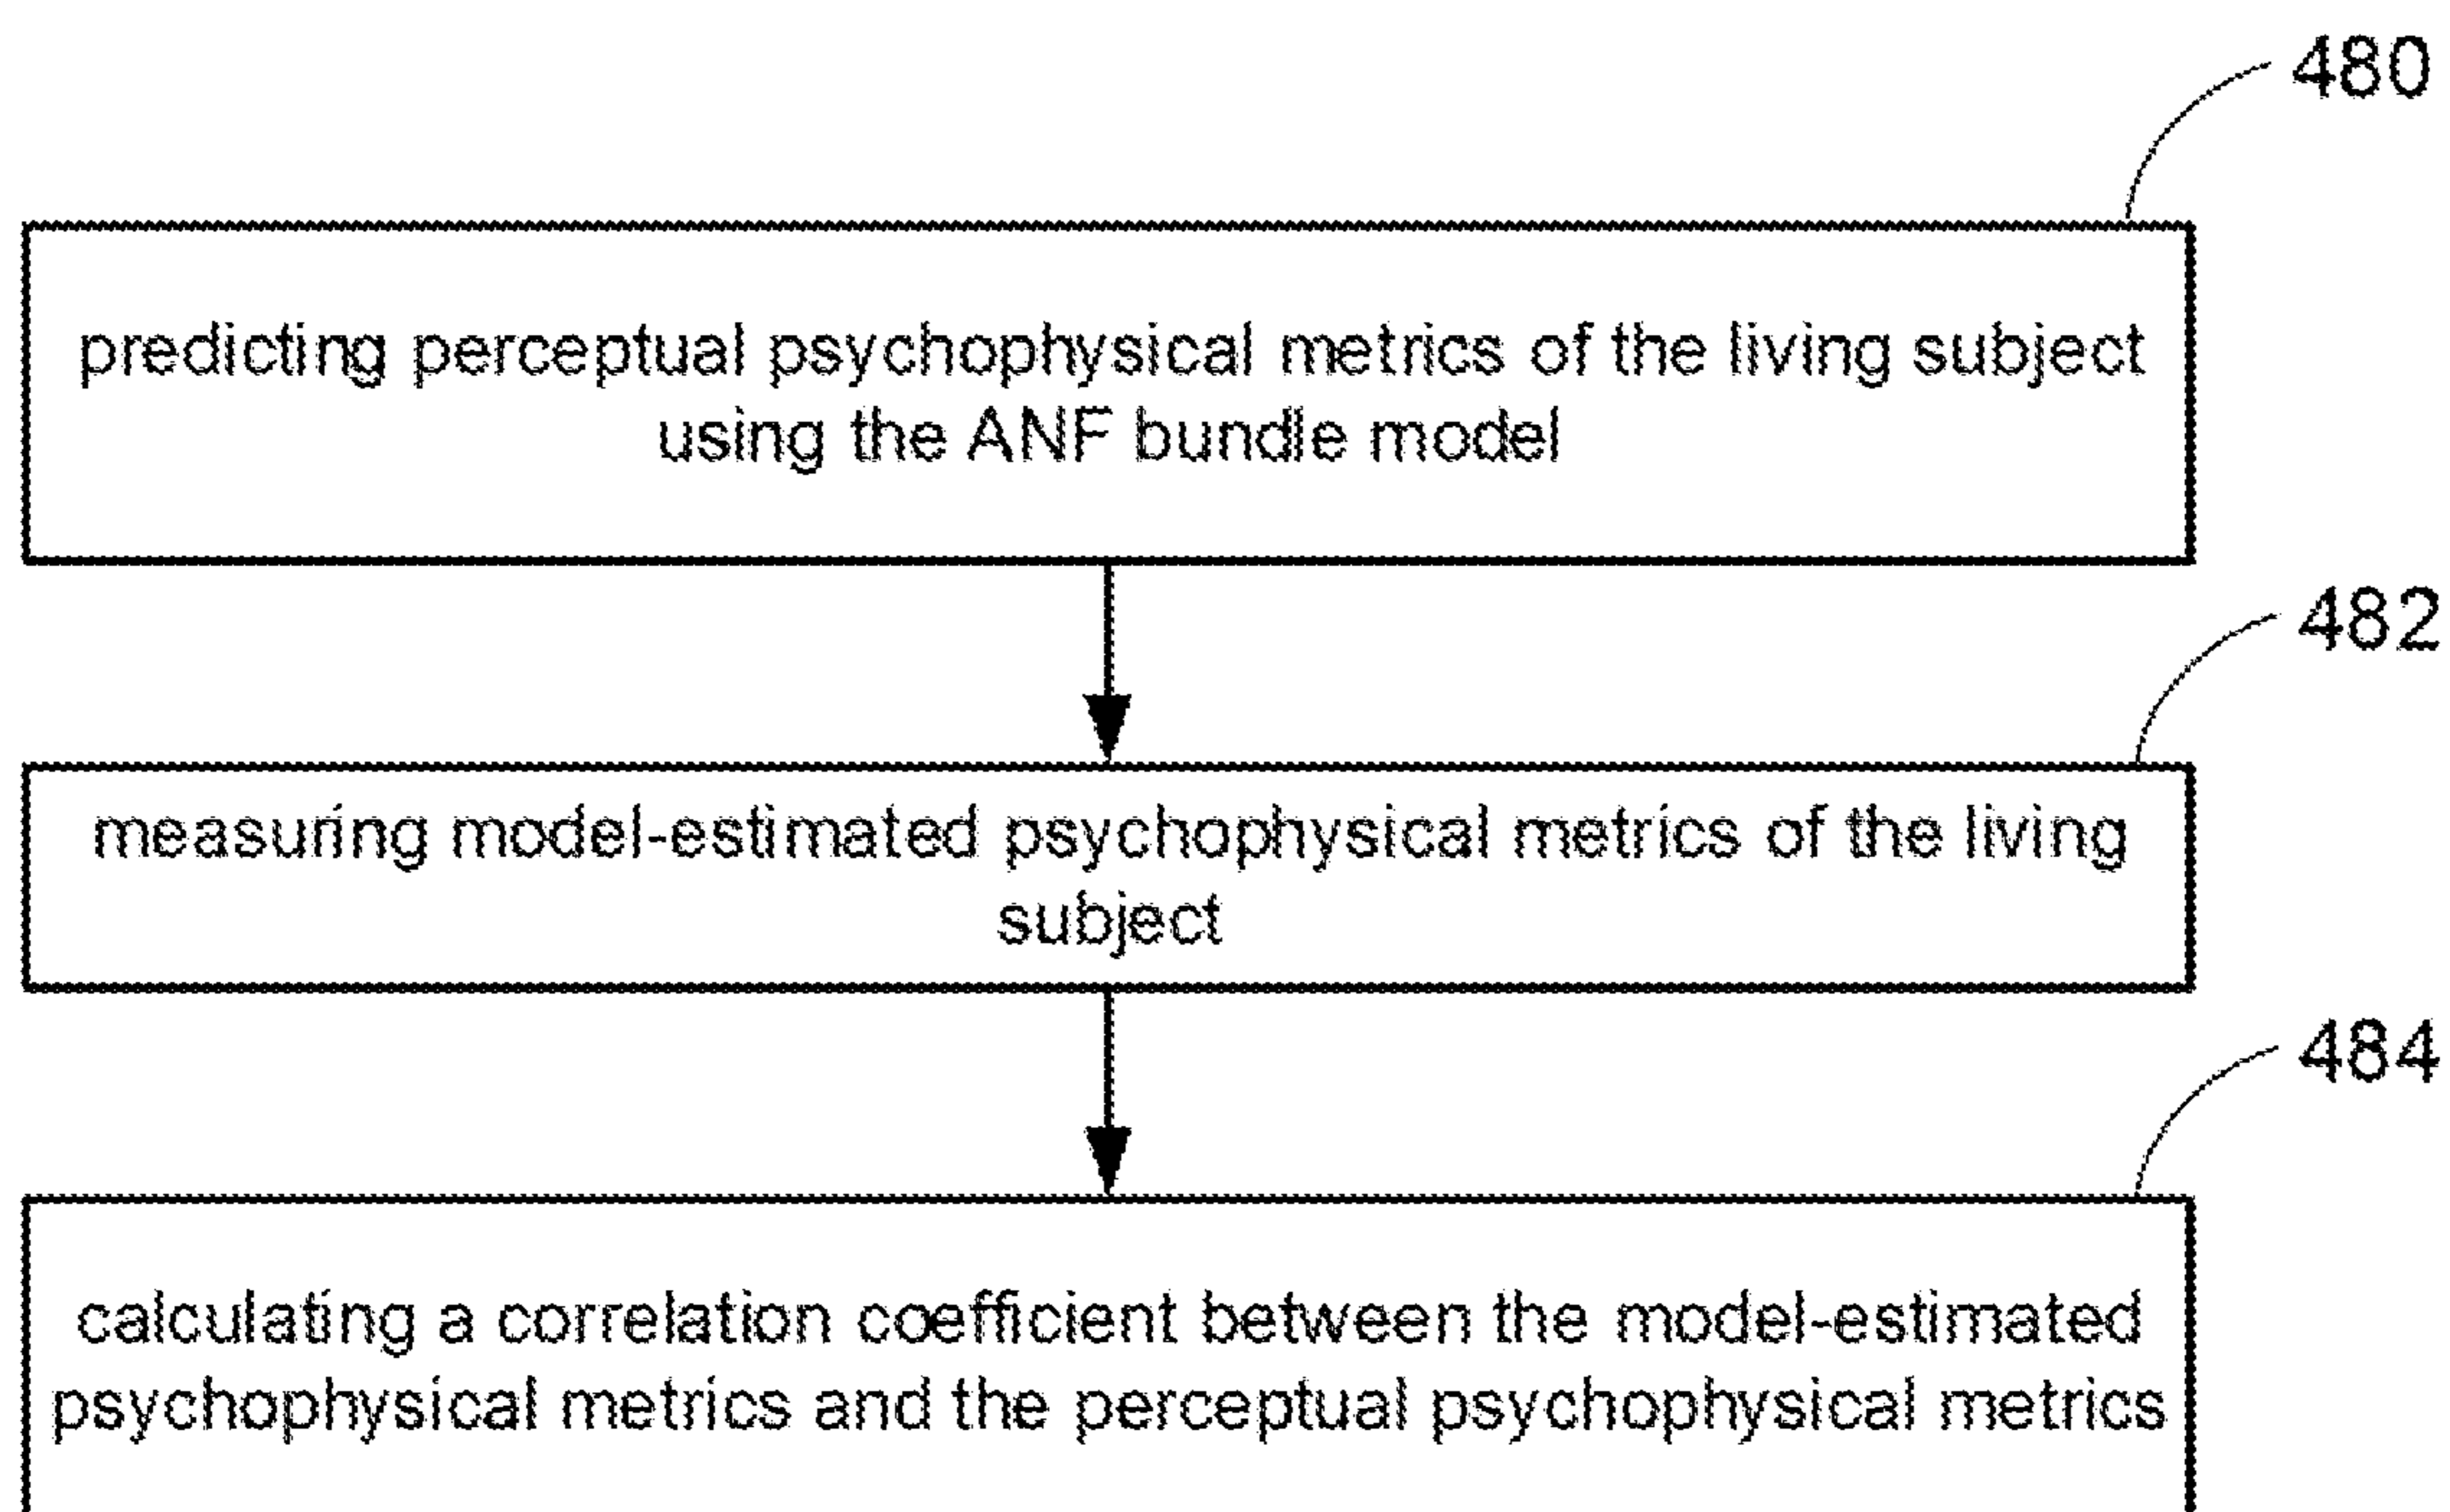 480
predicting perceptual psychophysical metrics of the living subject
using the ANF bundle model
482
measuring model-estimated psychophysical metrics of the living
subject
484
calculating a correlation coefficient between the model-estimated
psychophysical metrics and the perceptual psychophysical metrics